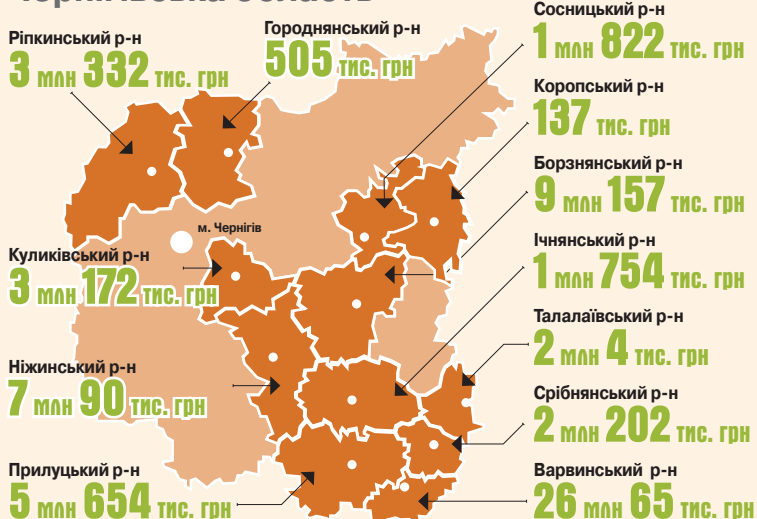 Чернігівська область
Ріпкинський р-н
3 млн 332 тис. грн
Городнянський р-н
505 тис. грн
Сосницький р-н
1 млн 822 тис. грн
Коропський р-н
137 тис. грн
Борзнянський р-н
9 млн 157 тис. грн
м. Чернігів
Куликівський р-н
3 млн 172 тис. грн
Ічнянський р-н
1 млн 754 тис. грн
Талалаївський р-н
2 млн 4 тис. грн
Ніжинський р-н
7 млн 90 тис. грн
Срібнянський р-н
2 млн 202 тис. грн
Прилуцький р-н
5 млн 654 тис. грн
Варвинський р-н
26 млн 65 тис. грн